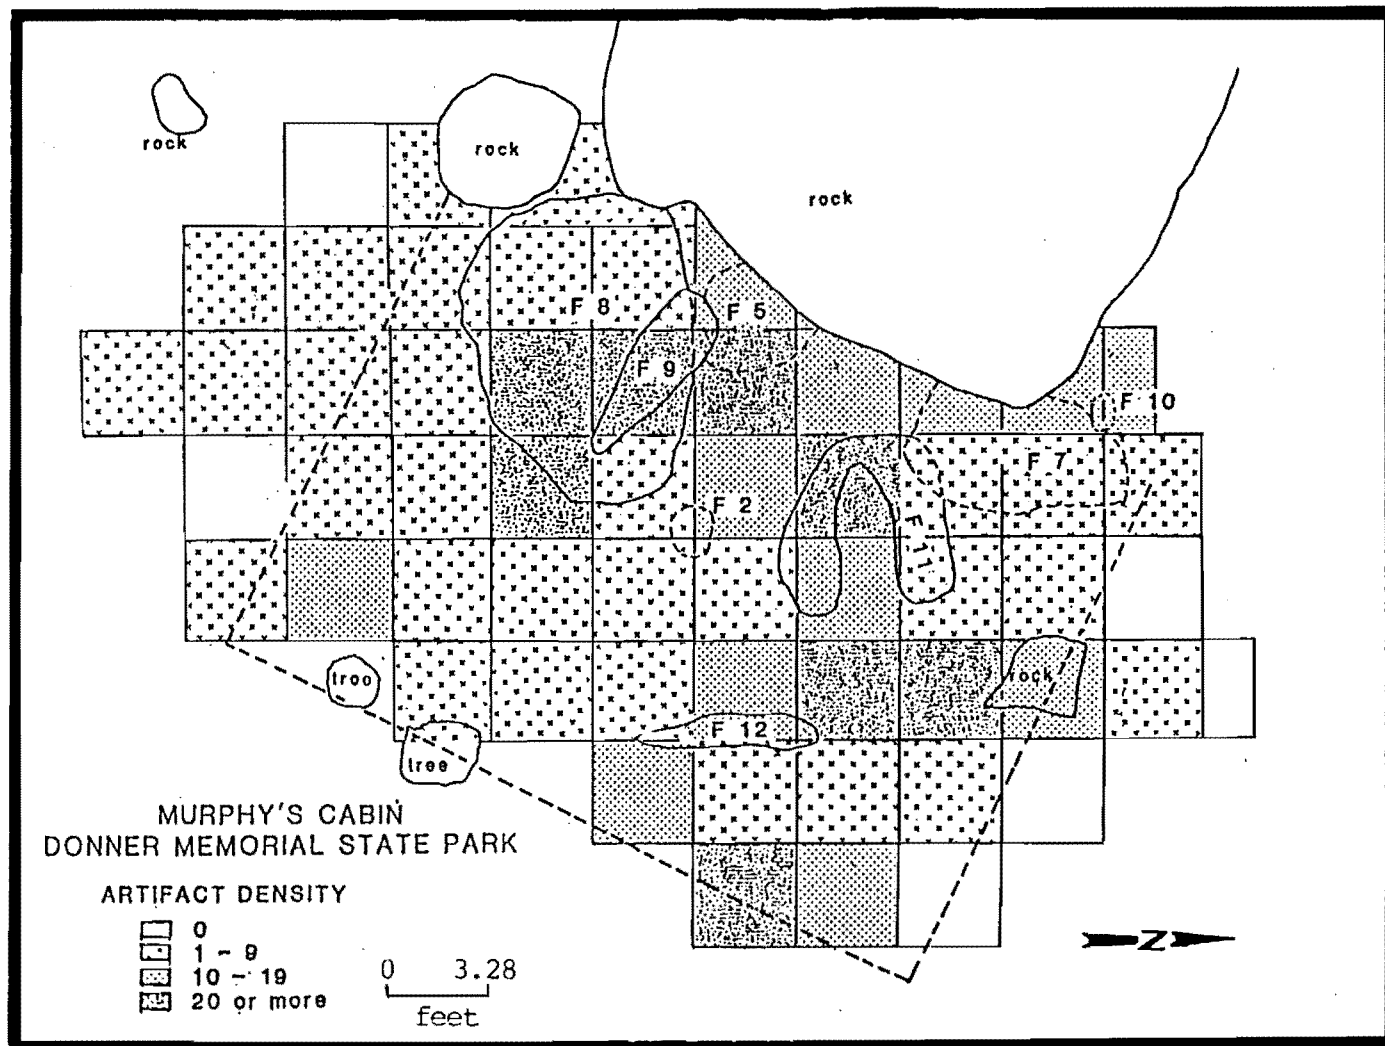 rock
rock
rock
F 8
F 5
F 9
F 10
F 7
F 2
F 11
troo
rock
F 12
tree
MURPHY'S CABIN
DONNER MEMORIAL STATE PARK
ARTIFACT DENSITY
0
1 - 9
10 - 19
20 or more
0 3.28
feet
Z